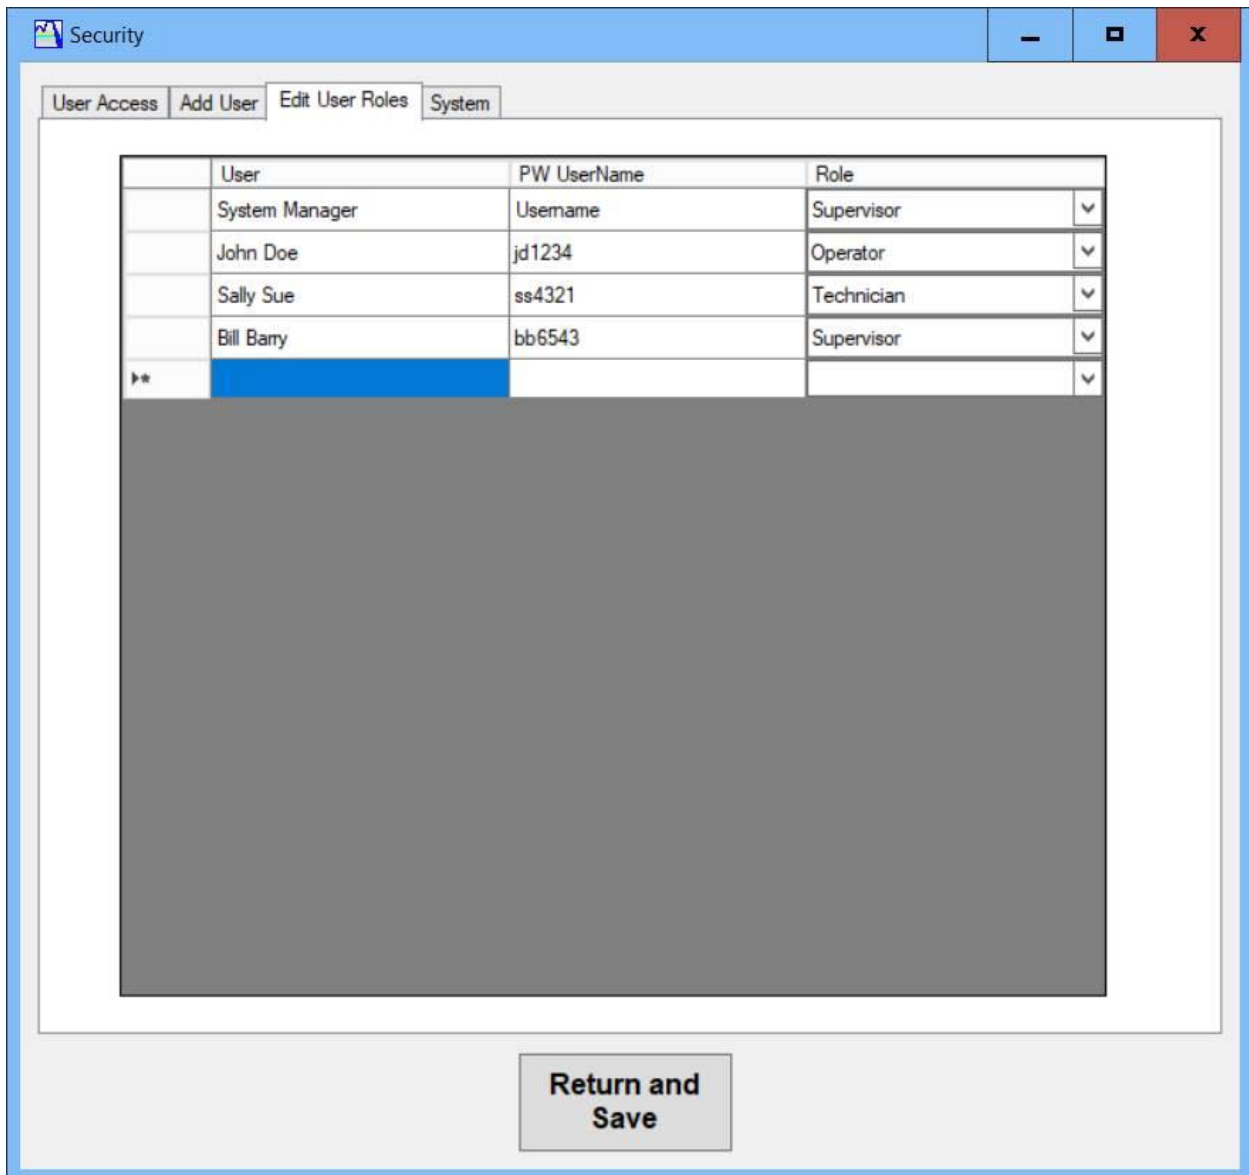 Security
User Access Add User Edit User Roles System
User PW UserName Role
System Manager Username Supervisor
John Doe jd1234 Operator
Sally Sue ss4321 Technician
Bill Barry bb6543 Supervisor
Return and
Save